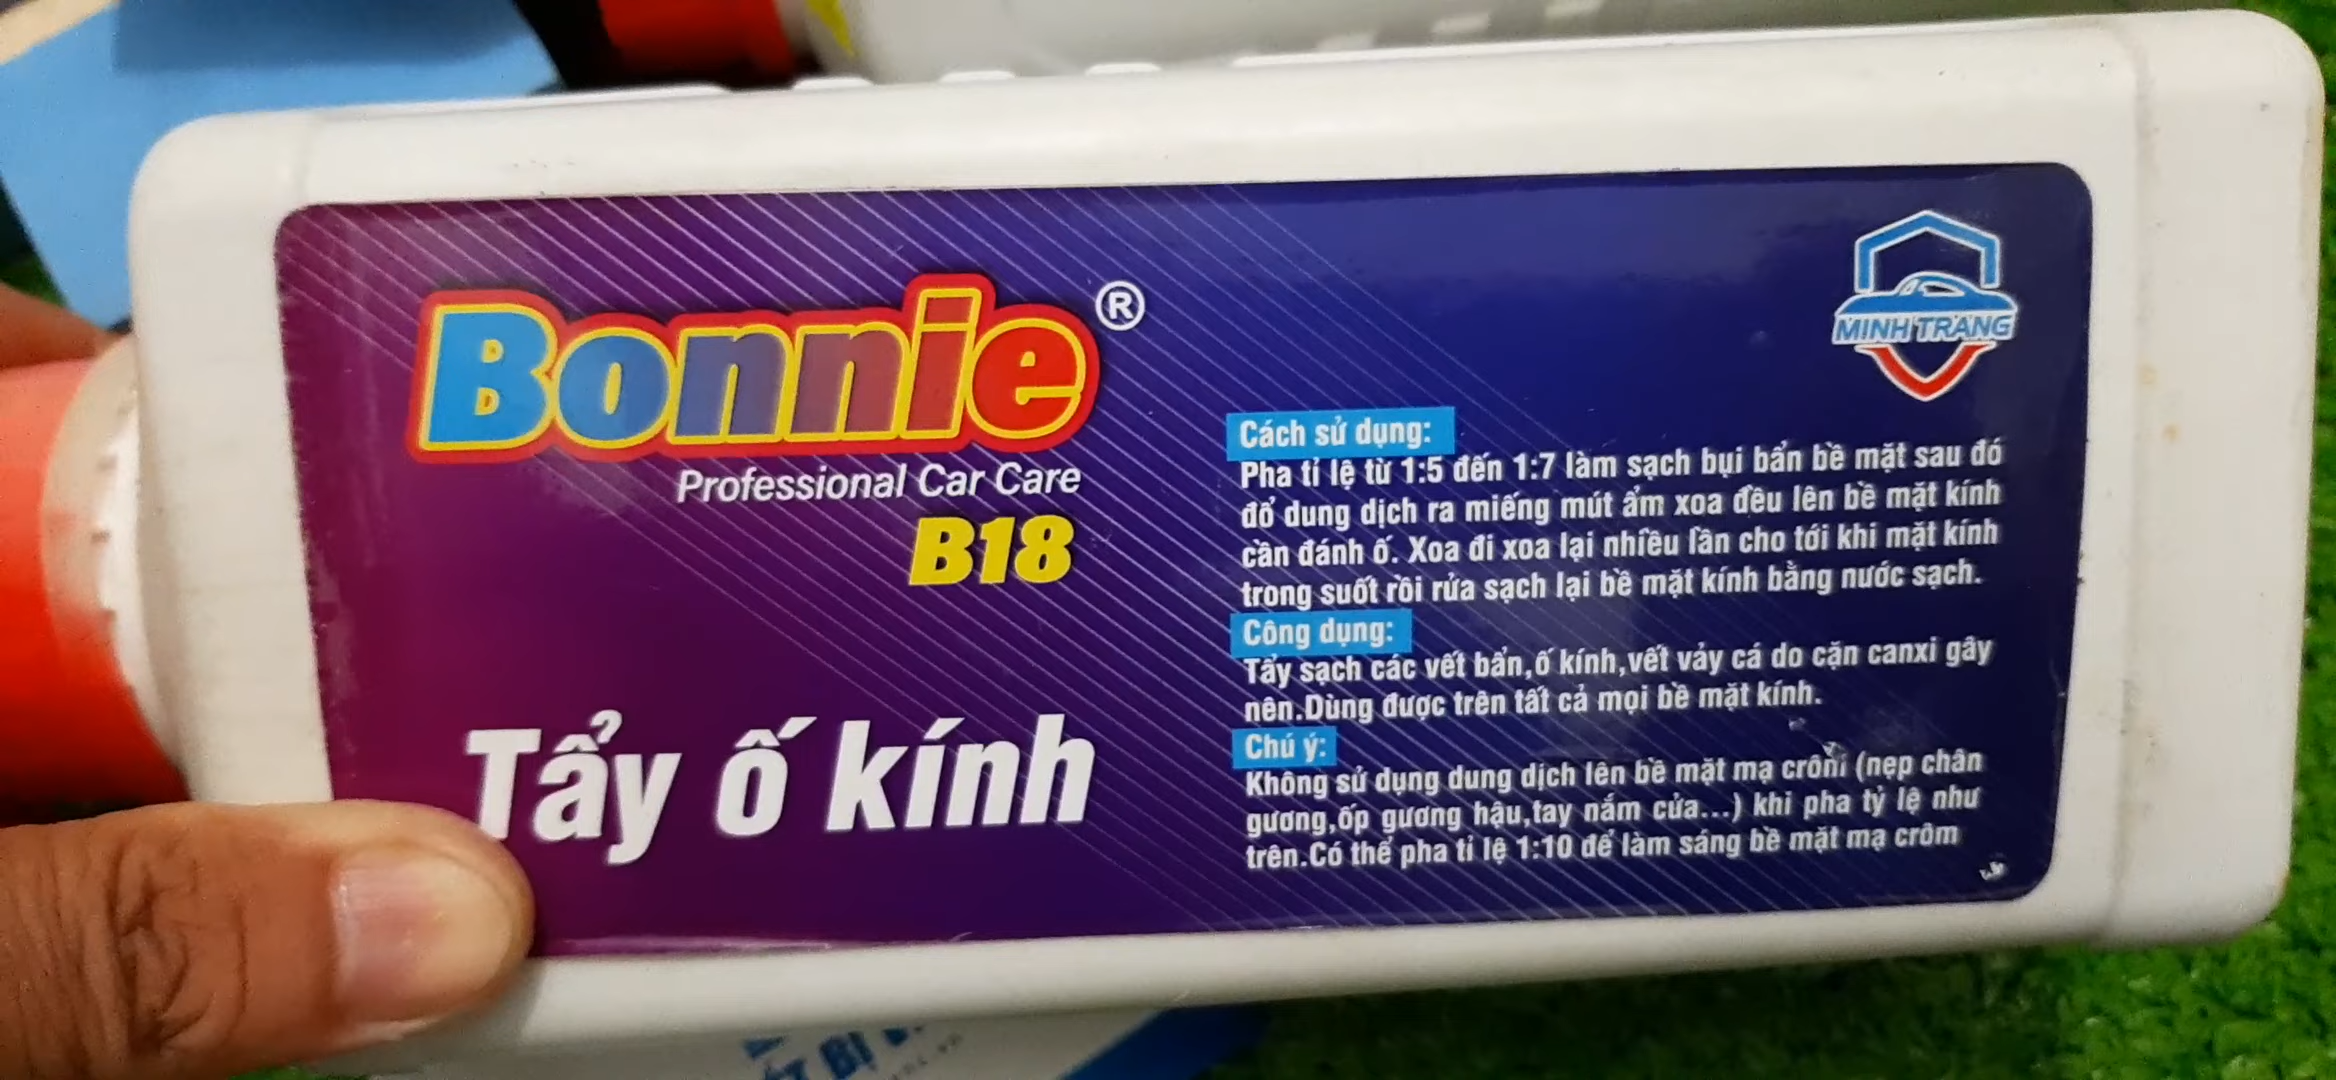 Bonnie®
Professional Car Care
B18
Tẩy ố kính
MINH TRANG
Cách sử dụng:
Pha tỉ lệ từ 1:5 đến 1:7 làm sạch bụi bẩn bề mặt sau đó
đổ dung dịch ra miếng mút ẩm xoa đều lên bề mặt kính
cần đánh ố. Xoa đi xoa lại nhiều lần cho tới khi mặt kính
trong suốt rồi rửa sạch lại bề mặt kính bằng nước sạch.
Công dụng:
Tẩy sạch các vết bẩn,ố kính,vết vảy cá do cặn canxi gây
nên.Dùng được trên tất cả mọi bề mặt kính.
Chú ý:
Không sử dụng dung dịch lên bề mặt mạ crôm (nẹp chân
gương,ốp gương hậu,tay nắm cửa...) khi pha tỷ lệ như
trên.Có thể pha tỉ lệ 1:10 để làm sáng bề mặt mạ crôm
BỊ